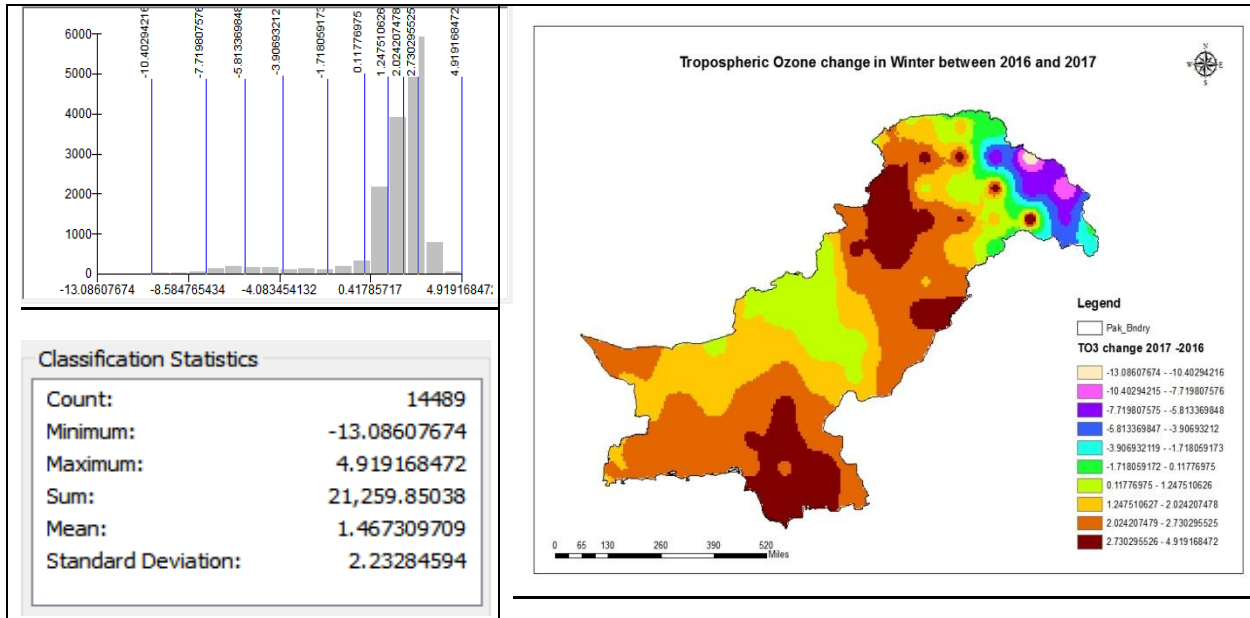 -10.40294216
-7.719807576
-5.813369848
-3.90693212
-1.718059173
0.11776975
1.247510626
2.024207478
2.730295525
4.919168472
6000
5000
4000
3000
2000
1000
0
-13.08607674 -8.584765434 -4.083454132 0.41785717 4.919168472
Classification Statistics
Count: 14489
Minimum: -13.08607674
Maximum: 4.919168472
Sum: 21,259.85038
Mean: 1.467309709
Standard Deviation: 2.23284594
Tropospheric Ozone change in Winter between 2016 and 2017
N
W E
S
Legend
Pak_Bndry
TO3 change 2017 -2016
-13.08607674 - -10.40294216
-10.40294215 - -7.719807576
-7.719807575 - -5.813369848
-5.813369847 - -3.90693212
-3.906932119 - -1.718059173
-1.718059172 - 0.11776975
0.11776975 - 1.247510626
1.247510627 - 2.024207478
2.024207479 - 2.730295525
2.730295526 - 4.919168472
0 65 130 260 390 520
Miles